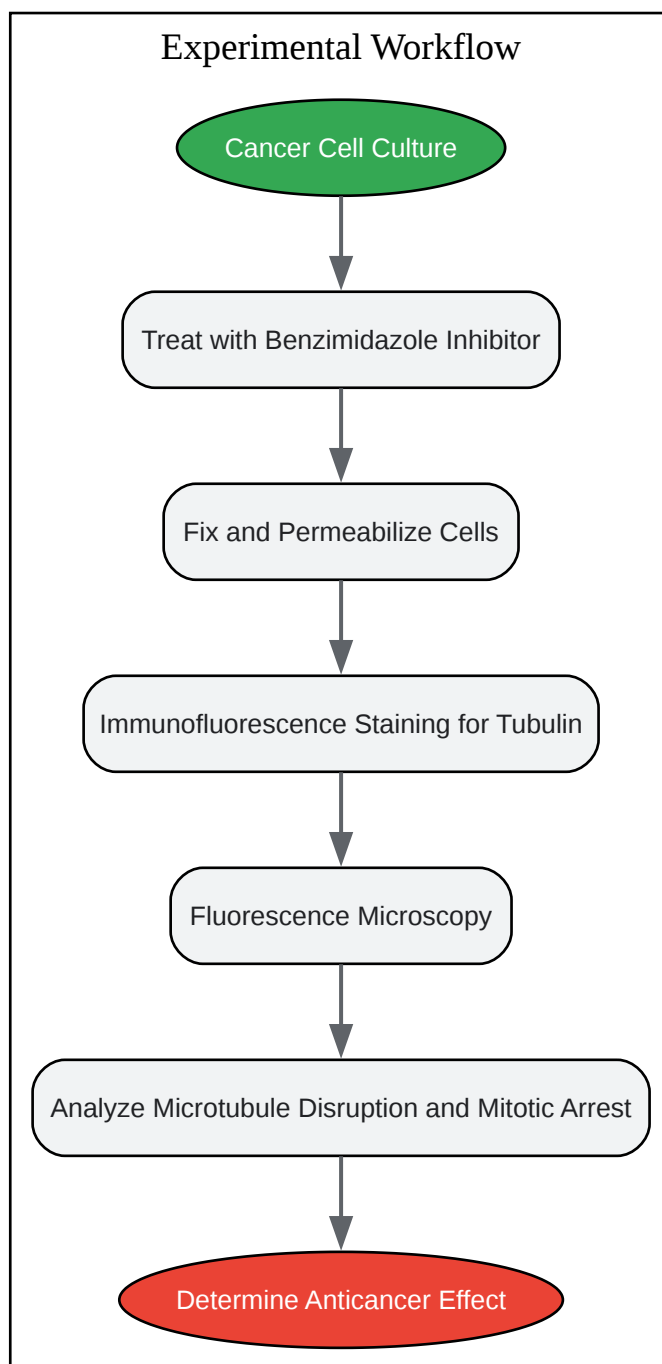 Experimental Workflow
Cancer Cell Culture
Treat with Benzimidazole Inhibitor
Fix and Permeabilize Cells
Immunofluorescence Staining for Tubulin
Fluorescence Microscopy
Analyze Microtubule Disruption and Mitotic Arrest
Determine Anticancer Effect